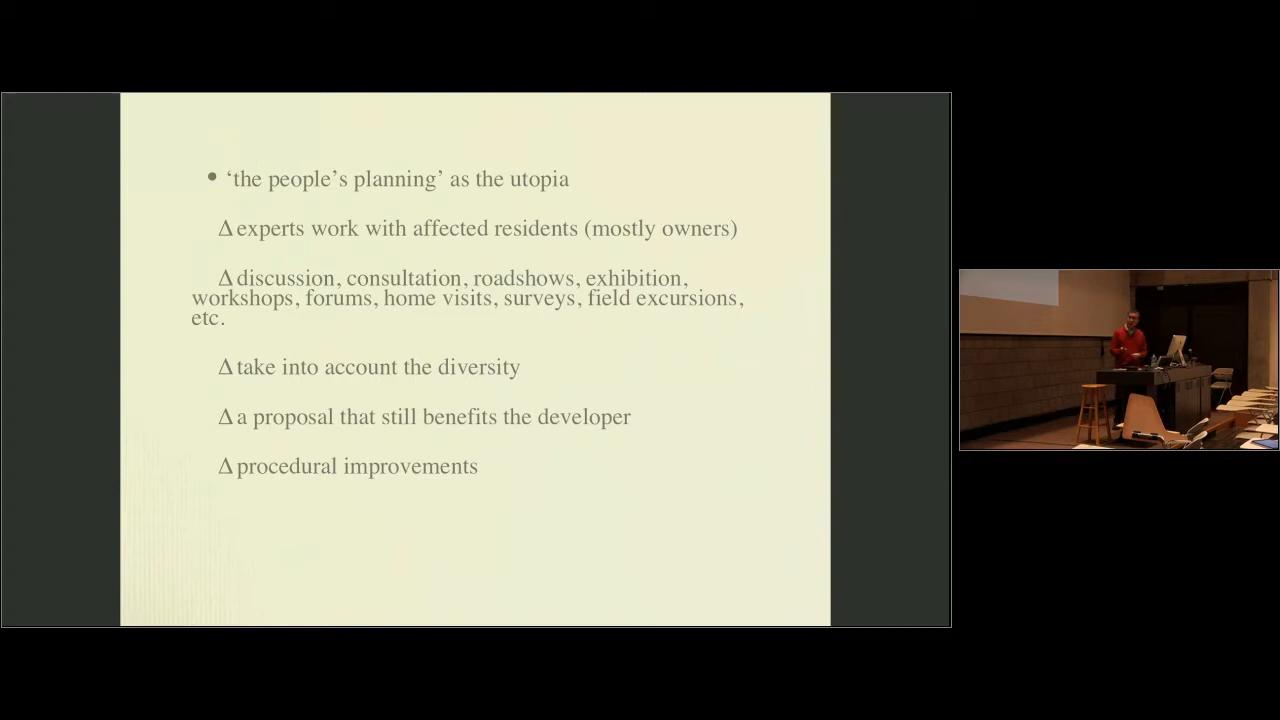 • ‘the people’s planning’ as the utopia
Δ experts work with affected residents (mostly owners)
Δ discussion, consultation, roadshows, exhibition,
workshops, forums, home visits, surveys, field excursions,
etc.
Δ take into account the diversity
Δ a proposal that still benefits the developer
Δ procedural improvements